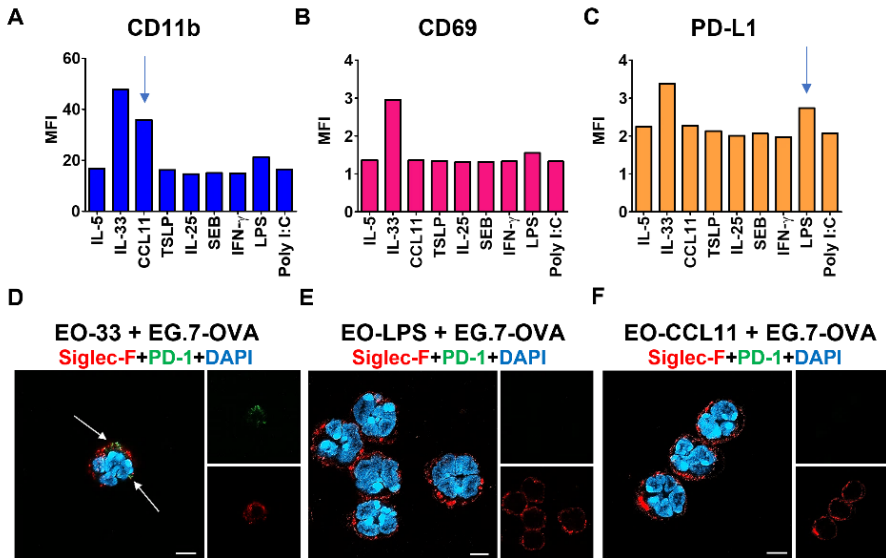 A
CD11b
MFI
60
40
20
0
IL-5
IL-33
CCL11
TSLP
IL-25
SEB
IFN-γ
LPS
Poly I:C
B
CD69
MFI
4
3
2
1
0
IL-5
IL-33
CCL11
TSLP
IL-25
SEB
IFN-γ
LPS
Poly I:C
C
PD-L1
MFI
4
3
2
1
0
IL-5
IL-33
CCL11
TSLP
IL-25
SEB
IFN-γ
LPS
Poly I:C
D
EO-33 + EG.7-OVA
Siglec-F+PD-1+DAPI
E
EO-LPS + EG.7-OVA
Siglec-F+PD-1+DAPI
F
EO-CCL11 + EG.7-OVA
Siglec-F+PD-1+DAPI